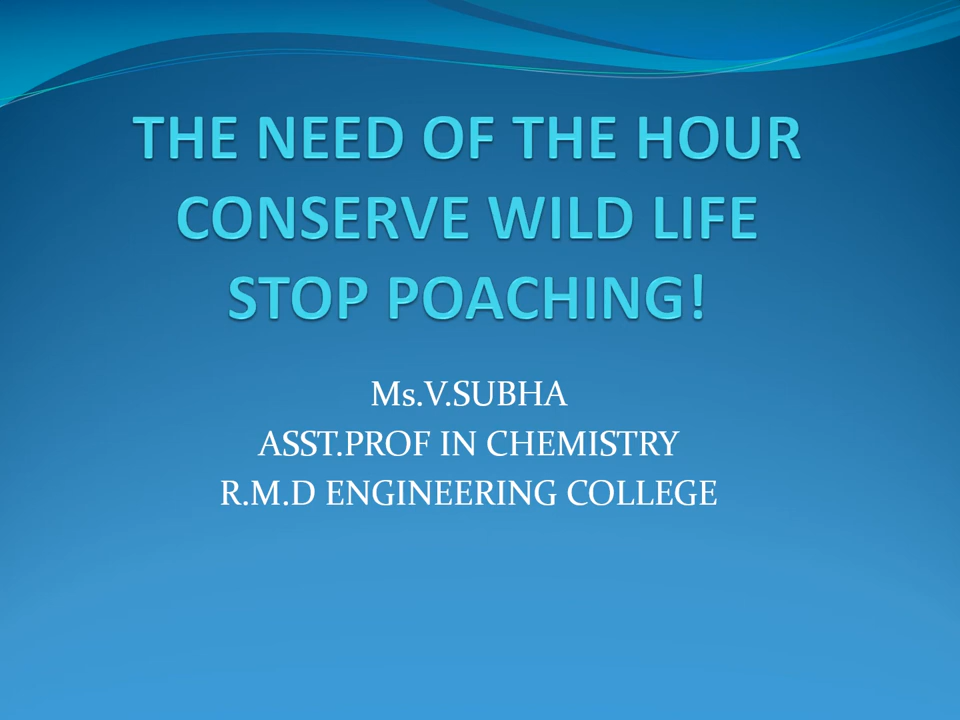 THE NEED OF THE HOUR
CONSERVE WILD LIFE
STOP POACHING!
Ms.V.SUBHA
ASST.PROF IN CHEMISTRY
R.M.D ENGINEERING COLLEGE